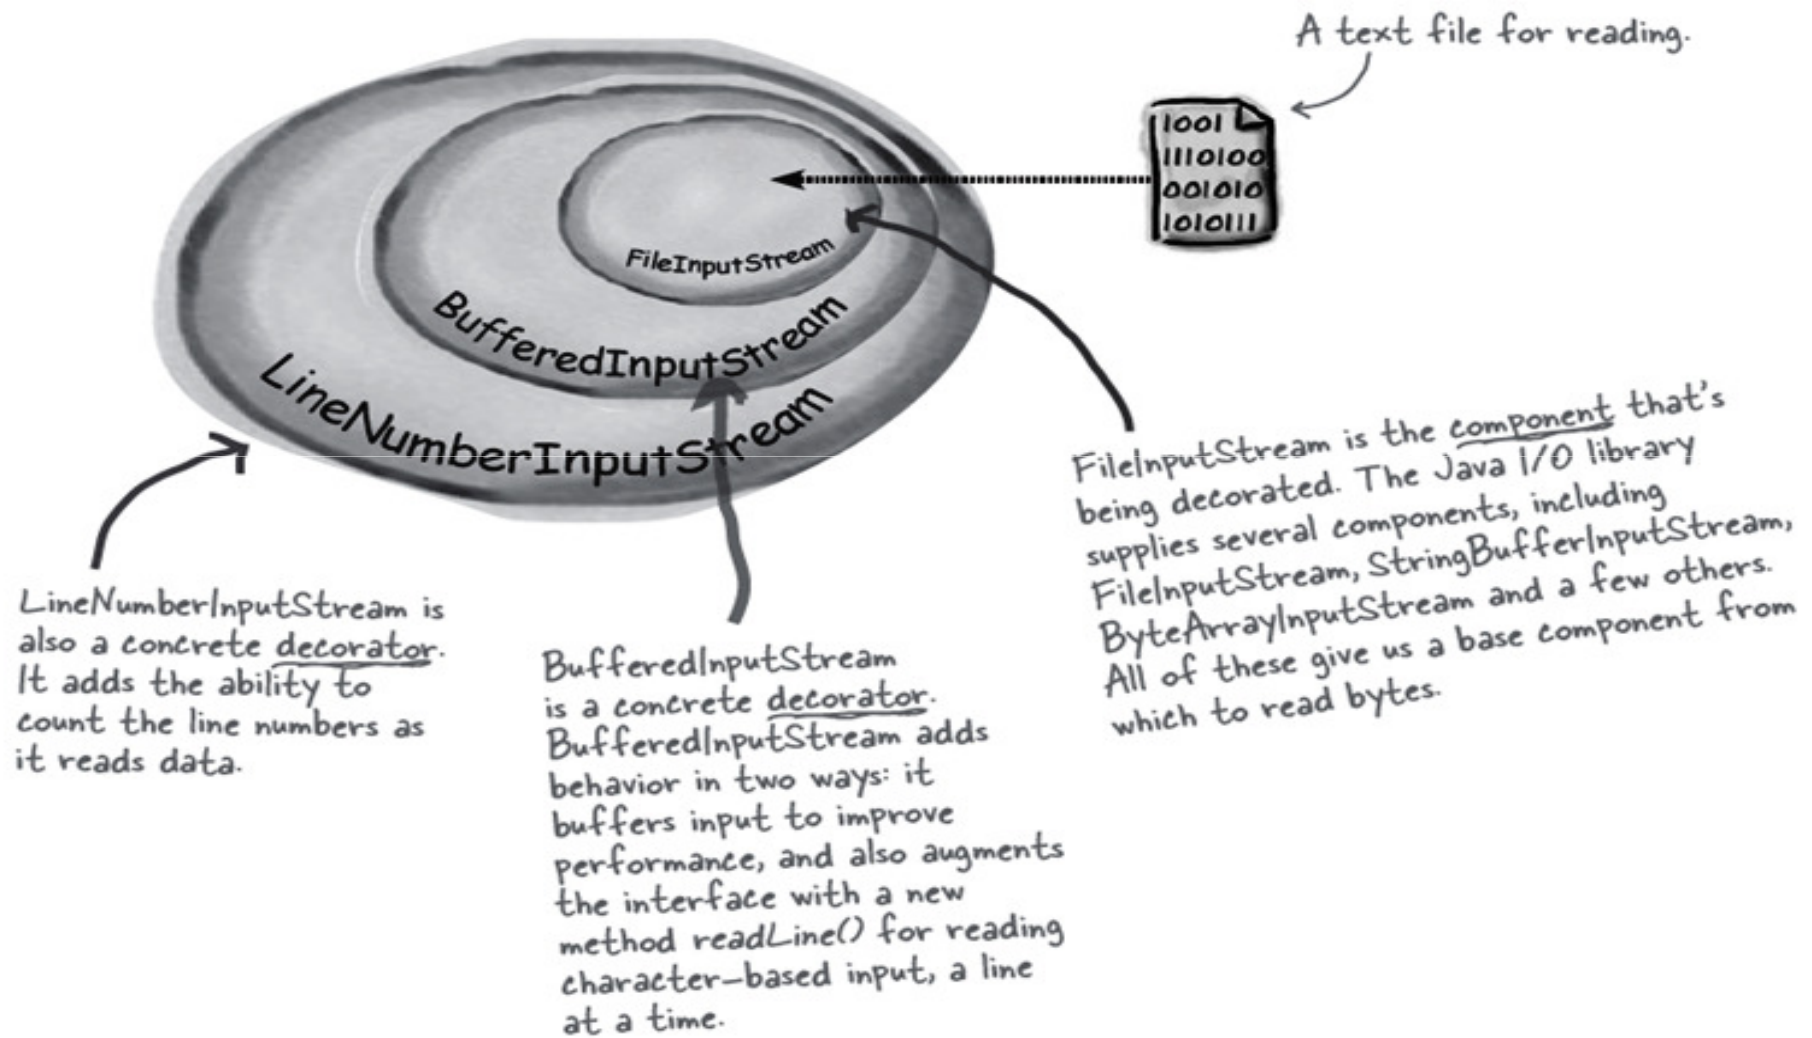 A text file for reading.
1001
1110100
001010
1010111
FileInputStream
BufferedInputStream
LineNumberInputStream
FileInputStream is the component that's
being decorated. The Java I/O library
supplies several components, including
FileInputStream, StringBufferInputStream,
ByteArrayInputStream and a few others.
All of these give us a base component from
which to read bytes.
LineNumberInputStream is
also a concrete decorator.
It adds the ability to
count the line numbers as
it reads data.
BufferedInputStream
is a concrete decorator.
BufferedInputStream adds
behavior in two ways: it
buffers input to improve
performance, and also augments
the interface with a new
method readLine() for reading
character-based input, a line
at a time.